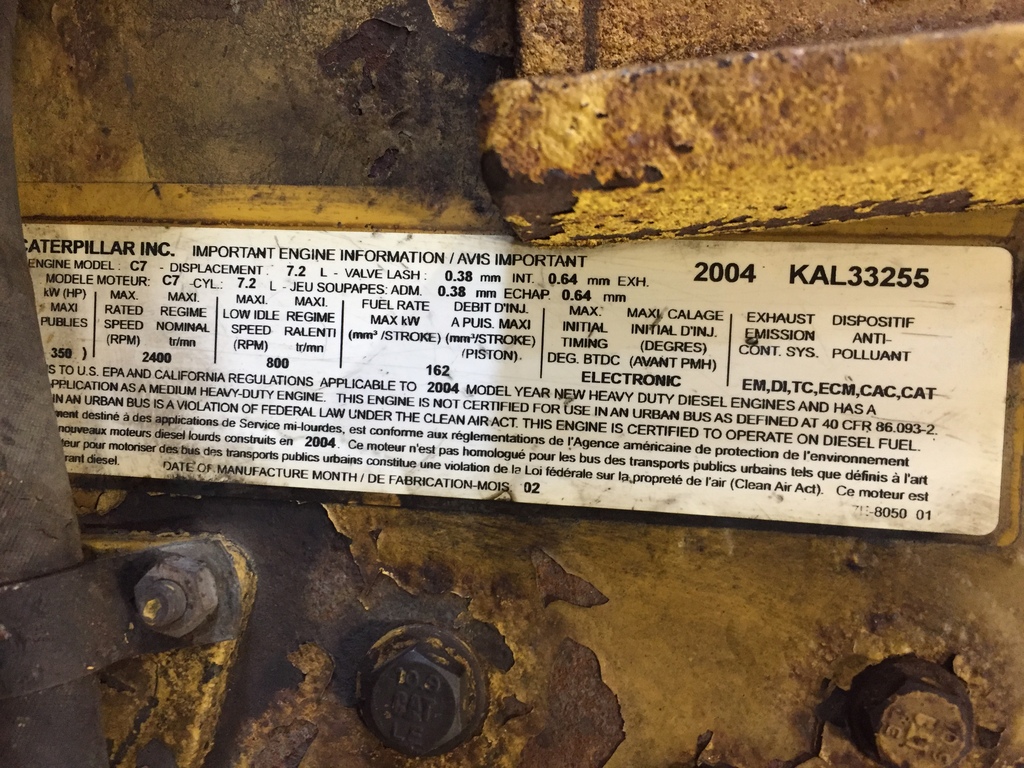 CATERPILLAR INC. IMPORTANT ENGINE INFORMATION / AVIS IMPORTANT
ENGINE MODEL: C7 - DISPLACEMENT: 7.2 L - VALVE LASH: 0.38 mm INT. 0.64 mm EXH.
2004 KAL33255
MODELE MOTEUR: C7 -CYL.: 7.2 L - JEU SOUPAPES: ADM. 0.38 mm ECHAP. 0.64 mm
kW (HP) MAX. MAXI. MAXI. MAXI. FUEL RATE DEBIT D'INJ. MAX. MAXI, CALAGE EXHAUST DISPOSITIF
MAXI RATED REGIME LOW IDLE REGIME MAX kW A PUIS. MAXI INITIAL INITIAL D'INJ. EMISSION ANTI-
PUBLIES SPEED NOMINAL SPEED RALENTI (mm³/STROKE) (mm³/STROKE) TIMING (DEGRES) CONT. SYS. POLLUANT
(RPM) tr/mn (RPM) tr/mn (PISTON). DEG. BTDC (AVANT PMH)
350 ) 2400 800 162 ELECTRONIC EM,DI,TC,ECM,CAC,CAT
S TO U.S. EPA AND CALIFORNIA REGULATIONS APPLICABLE TO 2004 MODEL YEAR NEW HEAVY DUTY DIESEL ENGINES AND HAS A
PPLICATION AS A MEDIUM HEAVY-DUTY ENGINE. THIS ENGINE IS NOT CERTIFIED FOR USE IN AN URBAN BUS AS DEFINED AT 40 CFR 86.093-2.
IN AN URBAN BUS IS A VIOLATION OF FEDERAL LAW UNDER THE CLEAN AIR ACT. THIS ENGINE IS CERTIFIED TO OPERATE ON DIESEL FUEL.
ment destiné à des applications de Service mi-lourdes, est conforme aux réglementations de l'Agence américaine de protection de l'environnement
nouveaux moteurs diesel lourds construits en 2004. Ce moteur n'est pas homologué pour les bus des transports publics urbains tels que définis à l'art
teur pour motoriser des bus des transports publics urbains constitue une violation de la Loi fédérale sur la propreté de l'air (Clean Air Act). Ce moteur est
rant diesel.
DATE OF MANUFACTURE MONTH / DE FABRICATION-MOIS 02
-8050 01